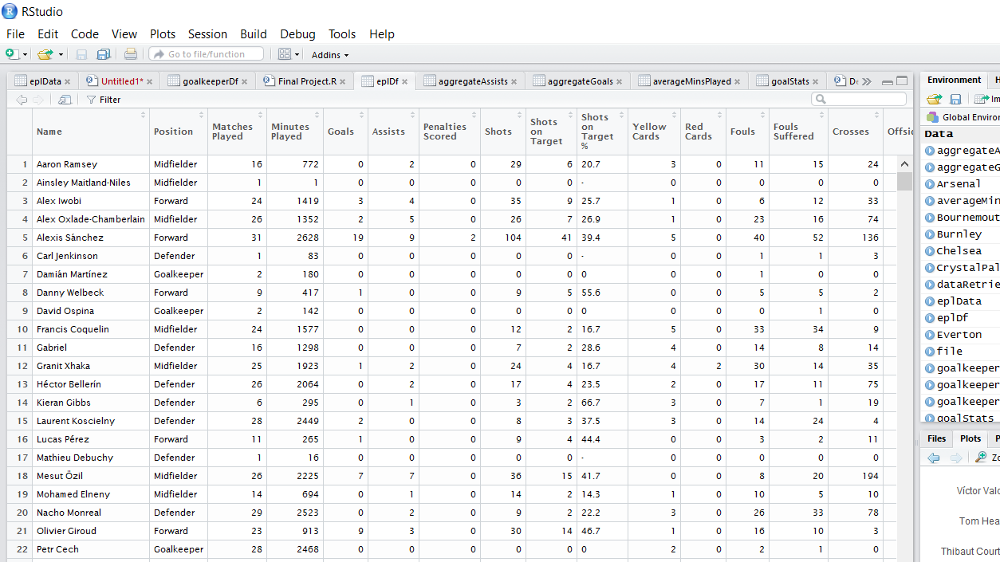 RStudio
File Edit Code View Plots Session Build Debug Tools Help
Go to file/function Addins
eplData Untitled1* goalkeeperDf Final Project.R eplDf aggregateAssists aggregateGoals averageMinsPlayed goalStats
Filter
Name Position Matches Played Minutes Played Goals Assists Penalties Scored Shots Shots on Target Shots on Target % Yellow Cards Red Cards Fouls Fouls Suffered Crosses Offsid
1 Aaron Ramsey Midfielder 16 772 0 2 0 29 6 20.7 3 0 11 15 24
2 Ainsley Maitland-Niles Midfielder 1 1 0 0 0 0 0 - 0 0 0 0 0
3 Alex Iwobi Forward 24 1419 3 4 0 35 9 25.7 1 0 6 12 33
4 Alex Oxlade-Chamberlain Midfielder 26 1352 2 5 0 26 7 26.9 1 0 23 16 74
5 Alexis Sánchez Forward 31 2628 19 9 2 104 41 39.4 5 0 40 52 136
6 Carl Jenkinson Defender 1 83 0 0 0 0 0 - 0 0 1 1 3
7 Damián Martínez Goalkeeper 2 180 0 0 0 0 0 0 0 0 1 0 0
8 Danny Welbeck Forward 9 417 1 0 0 9 5 55.6 0 0 5 5 2
9 David Ospina Goalkeeper 2 142 0 0 0 0 0 0 0 0 0 1 0
10 Francis Coquelin Midfielder 24 1577 0 0 0 12 2 16.7 5 0 33 34 9
11 Gabriel Defender 16 1298 0 0 0 7 2 28.6 4 0 14 8 14
12 Granit Xhaka Midfielder 25 1923 1 2 0 24 4 16.7 4 2 30 14 35
13 Héctor Bellerín Defender 26 2064 0 2 0 17 4 23.5 2 0 17 11 75
14 Kieran Gibbs Defender 6 295 0 1 0 3 2 66.7 3 0 7 1 19
15 Laurent Koscielny Defender 28 2449 2 0 0 8 3 37.5 3 0 14 24 4
16 Lucas Pérez Forward 11 265 1 0 0 9 4 44.4 0 0 3 2 11
17 Mathieu Debuchy Defender 1 16 0 0 0 0 0 - 0 0 0 0 0
18 Mesut Özil Midfielder 26 2225 7 7 0 36 15 41.7 0 0 8 20 194
19 Mohamed Elneny Midfielder 14 694 0 1 0 14 2 14.3 1 0 10 5 10
20 Nacho Monreal Defender 29 2523 0 2 0 9 2 22.2 3 0 26 33 78
21 Olivier Giroud Forward 23 913 9 3 0 30 14 46.7 1 0 16 10 3
22 Petr Cech Goalkeeper 28 2468 0 0 0 0 0 0 2 0 2 1 0
Environment H
Im
Global Enviror
Data
aggregateA
aggregateG
Arsenal
averageMin
Bournemout
Burnley
Chelsea
CrystalPal
dataRetrie
eplData
eplDf
Everton
file
goalkeeper
goalkeeper
goalkeeper
goalStats
Files Plots P
Zo
Víctor Valo
Tom Hea
Thibaut Court